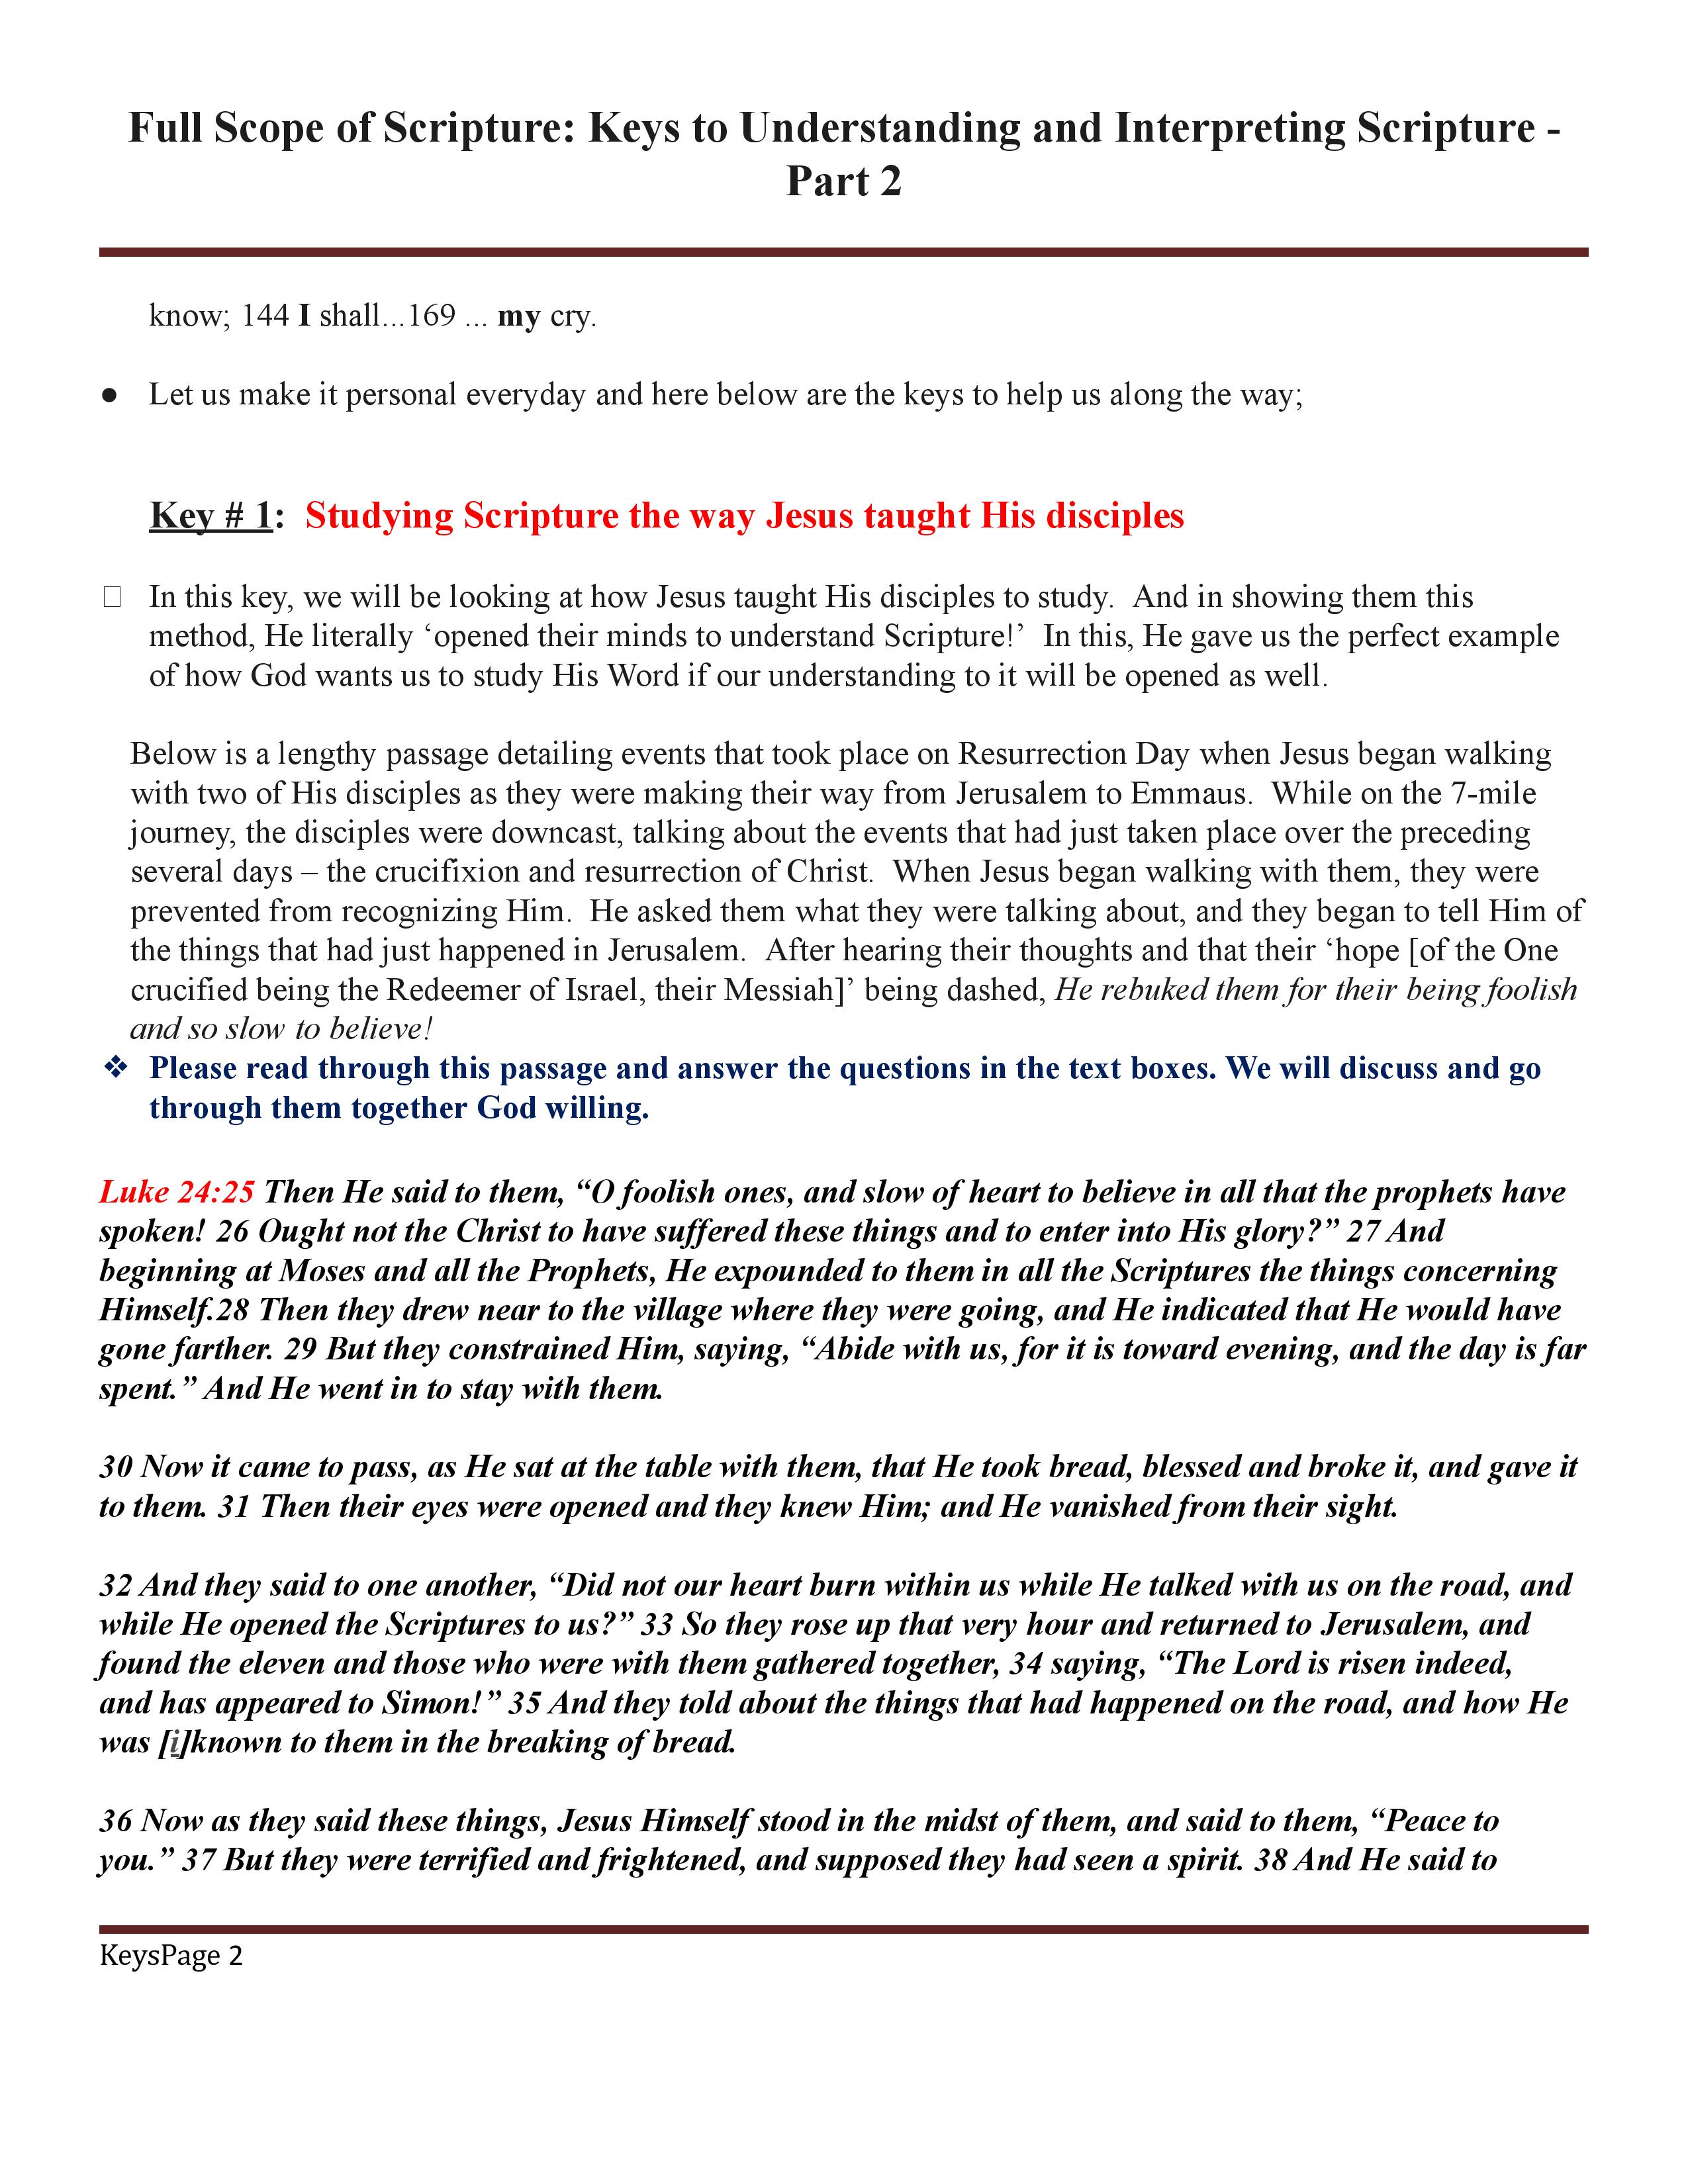 Full Scope of Scripture: Keys to Understanding and Interpreting Scripture -
Part 2
know; 144 I shall...169 ... my cry.
● Let us make it personal everyday and here below are the keys to help us along the way;
Key # 1: Studying Scripture the way Jesus taught His disciples
□ In this key, we will be looking at how Jesus taught His disciples to study. And in showing them this
method, He literally ‘opened their minds to understand Scripture!’ In this, He gave us the perfect example
of how God wants us to study His Word if our understanding to it will be opened as well.
Below is a lengthy passage detailing events that took place on Resurrection Day when Jesus began walking
with two of His disciples as they were making their way from Jerusalem to Emmaus. While on the 7-mile
journey, the disciples were downcast, talking about the events that had just taken place over the preceding
several days – the crucifixion and resurrection of Christ. When Jesus began walking with them, they were
prevented from recognizing Him. He asked them what they were talking about, and they began to tell Him of
the things that had just happened in Jerusalem. After hearing their thoughts and that their ‘hope [of the One
crucified being the Redeemer of Israel, their Messiah]’ being dashed, He rebuked them for their being foolish
and so slow to believe!
❖ Please read through this passage and answer the questions in the text boxes. We will discuss and go
through them together God willing.
Luke 24:25 Then He said to them, “O foolish ones, and slow of heart to believe in all that the prophets have
spoken! 26 Ought not the Christ to have suffered these things and to enter into His glory?” 27 And
beginning at Moses and all the Prophets, He expounded to them in all the Scriptures the things concerning
Himself.28 Then they drew near to the village where they were going, and He indicated that He would have
gone farther. 29 But they constrained Him, saying, “Abide with us, for it is toward evening, and the day is far
spent.” And He went in to stay with them.
30 Now it came to pass, as He sat at the table with them, that He took bread, blessed and broke it, and gave it
to them. 31 Then their eyes were opened and they knew Him; and He vanished from their sight.
32 And they said to one another, “Did not our heart burn within us while He talked with us on the road, and
while He opened the Scriptures to us?” 33 So they rose up that very hour and returned to Jerusalem, and
found the eleven and those who were with them gathered together, 34 saying, “The Lord is risen indeed,
and has appeared to Simon!” 35 And they told about the things that had happened on the road, and how He
was [i]known to them in the breaking of bread.
36 Now as they said these things, Jesus Himself stood in the midst of them, and said to them, “Peace to
you.” 37 But they were terrified and frightened, and supposed they had seen a spirit. 38 And He said to
KeysPage 2